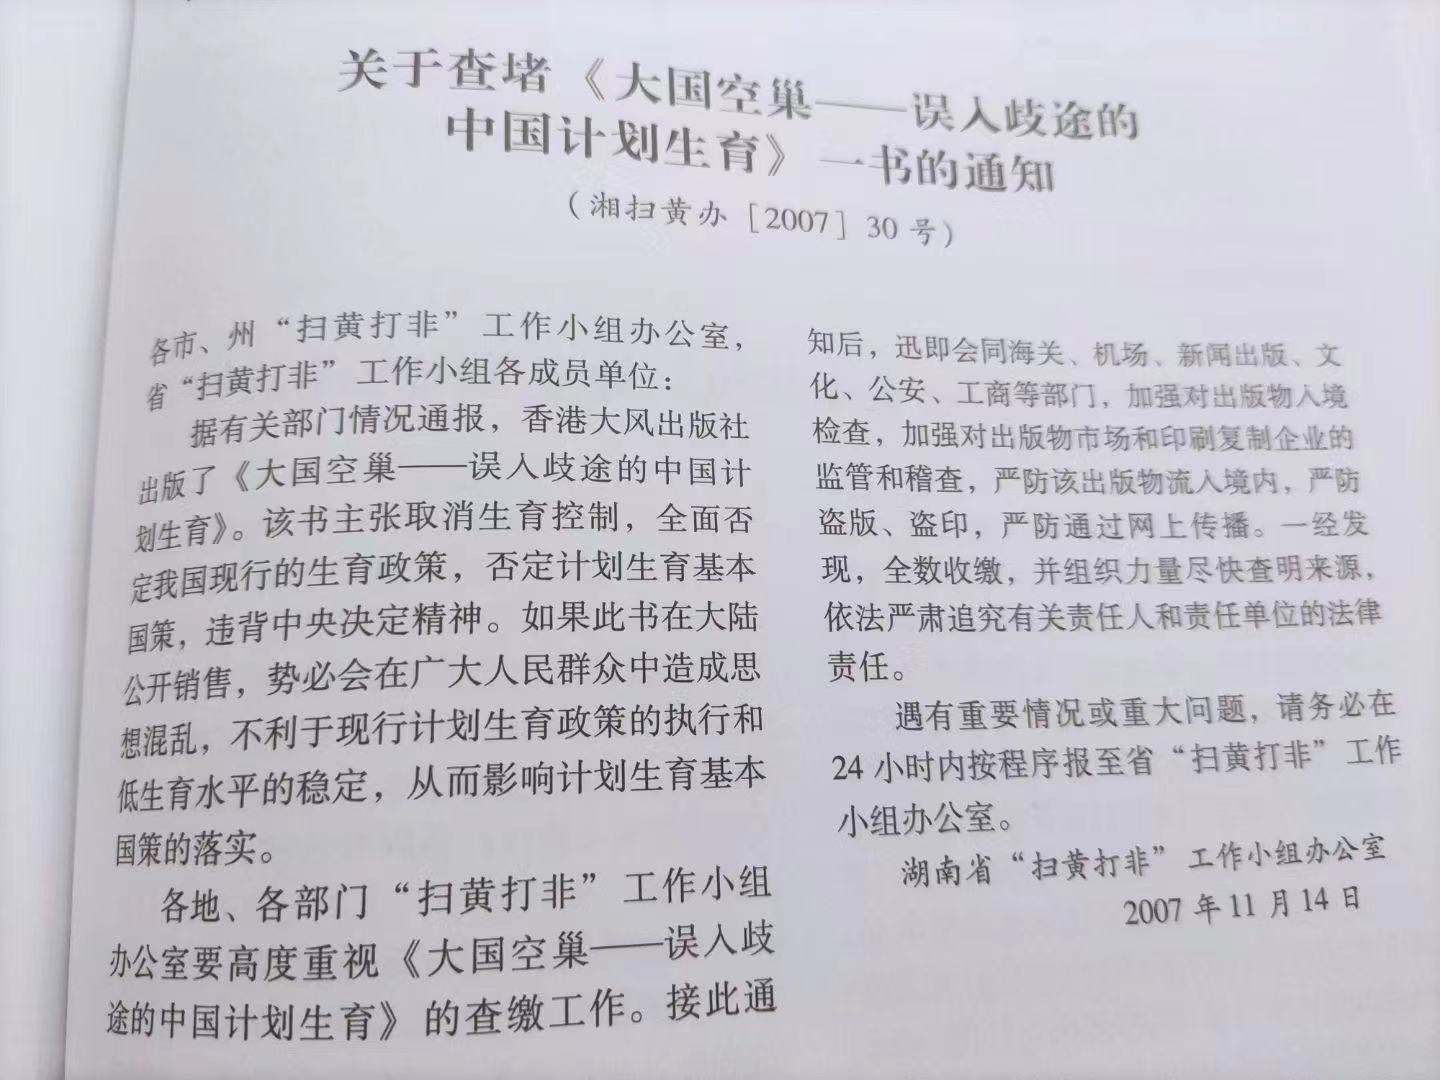 关于查堵《大国空巢——误入歧途的
中国计划生育》一书的通知
（湘扫黄办［2007］30号）
各市、州“扫黄打非”工作小组办公室，
省“扫黄打非”工作小组各成员单位：
据有关部门情况通报，香港大风出版社
出版了《大国空巢——误入歧途的中国计
划生育》。该书主张取消生育控制，全面否
定我国现行的生育政策，否定计划生育基本
国策，违背中央决定精神。如果此书在大陆
公开销售，势必会在广大人民群众中造成思
想混乱，不利于现行计划生育政策的执行和
低生育水平的稳定，从而影响计划生育基本
国策的落实。
各地、各部门“扫黄打非”工作小组
办公室要高度重视《大国空巢——误入歧
途的中国计划生育》的查缴工作。接此通
知后，迅即会同海关、机场、新闻出版、文
化、公安、工商等部门，加强对出版物入境
检查，加强对出版物市场和印刷复制企业的
监管和稽查，严防该出版物流入境内，严防
盗版、盗印，严防通过网上传播。一经发
现，全数收缴，并组织力量尽快查明来源，
依法严肃追究有关责任人和责任单位的法律
责任。
遇有重要情况或重大问题，请务必在
24小时内按程序报至省“扫黄打非”工作
小组办公室。
湖南省“扫黄打非”工作小组办公室
2007年11月14日